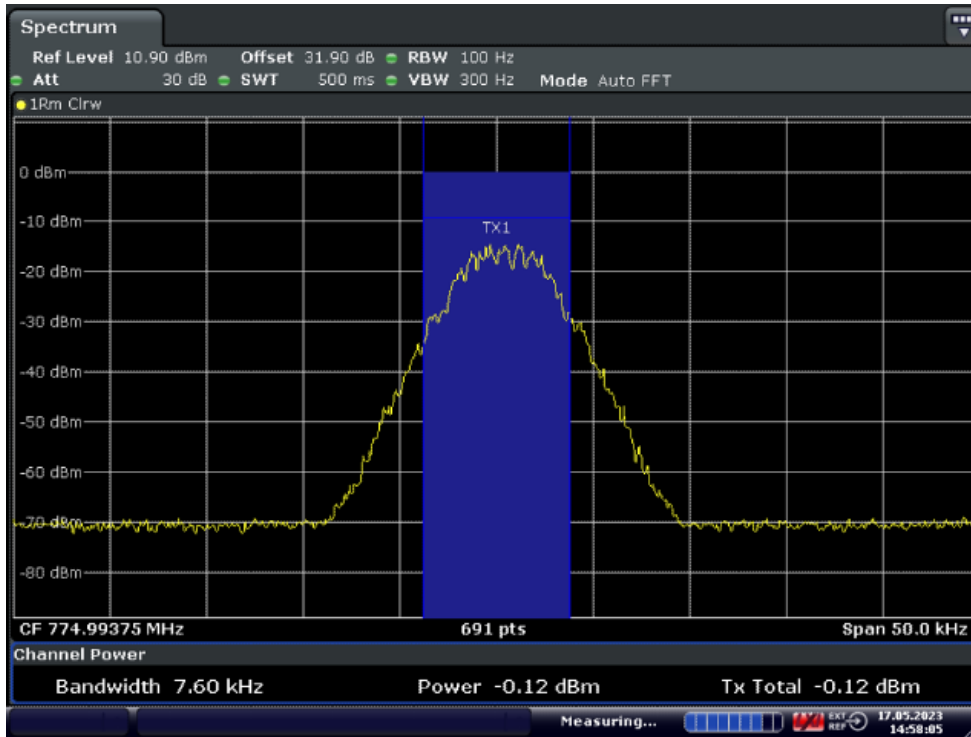 Spectrum
Ref Level 10.90 dBm Offset 31.90 dB RBW 100 Hz
Att 30 dB SWT 500 ms VBW 300 Hz Mode Auto FFT
1Rm Clrw
0 dBm
-10 dBm
TX1
-20 dBm
-30 dBm
-40 dBm
-50 dBm
-60 dBm
-70 dBm
-80 dBm
CF 774.99375 MHz 691 pts Span 50.0 kHz
Channel Power
Bandwidth 7.60 kHz Power -0.12 dBm Tx Total -0.12 dBm
Measuring... EXT REF 17.05.2023
14:58:05